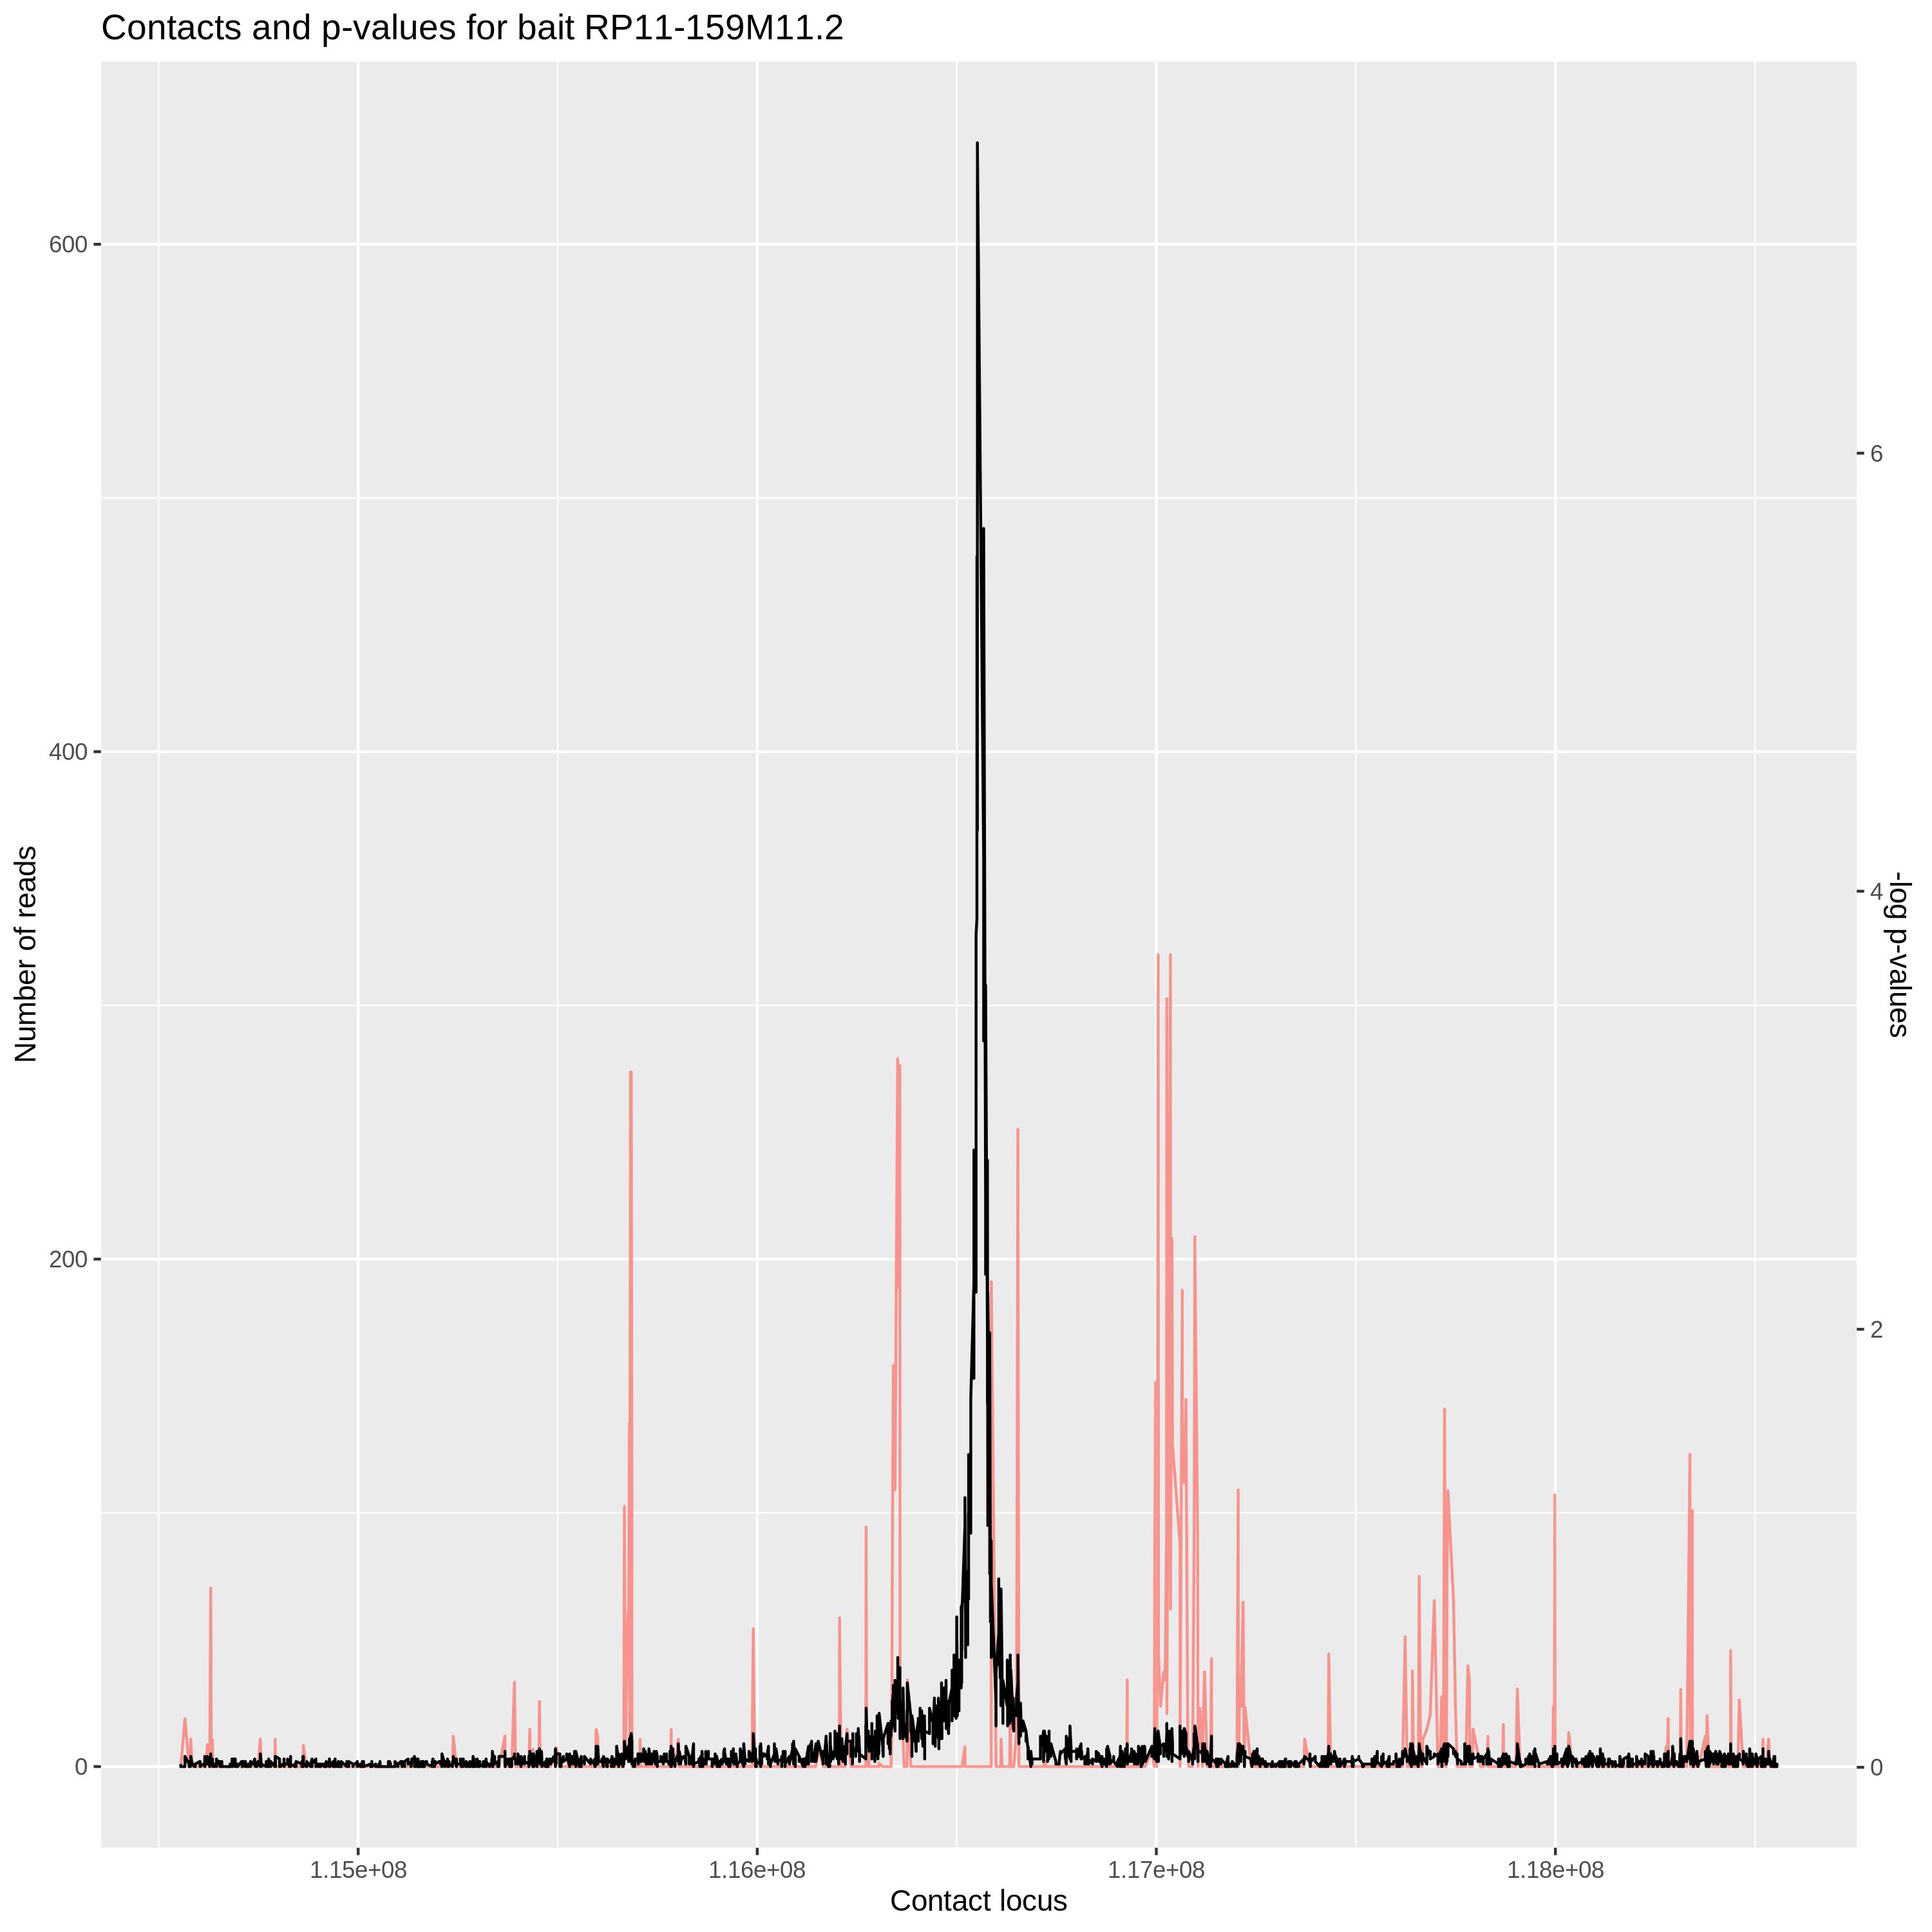 Contacts and p-values for bait RP11-159M11.2
600
400
200
0
6
4
2
0
Number of reads
-log p-values
1.15e+08
1.16e+08
1.17e+08
1.18e+08
Contact locus